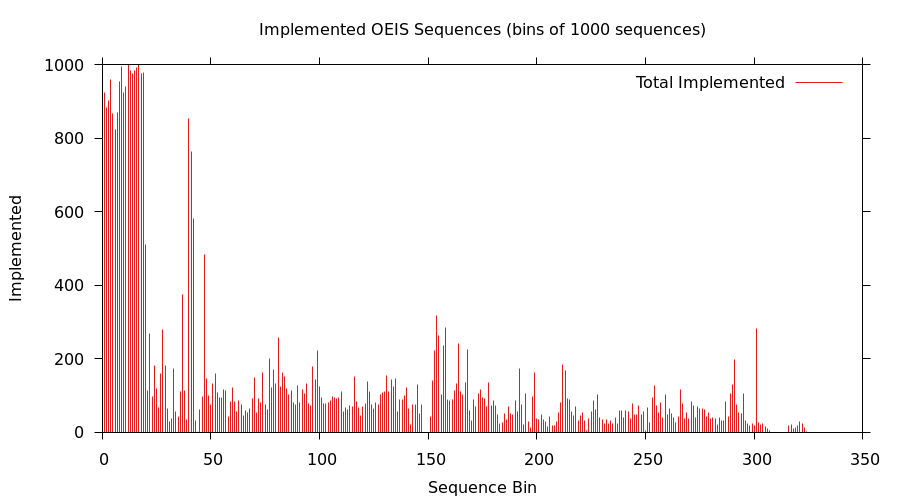 Implemented OEIS Sequences (bins of 1000 sequences)
Total Implemented
1000
800
600
400
200
0
Implemented
0 50 100 150 200 250 300 350
Sequence Bin